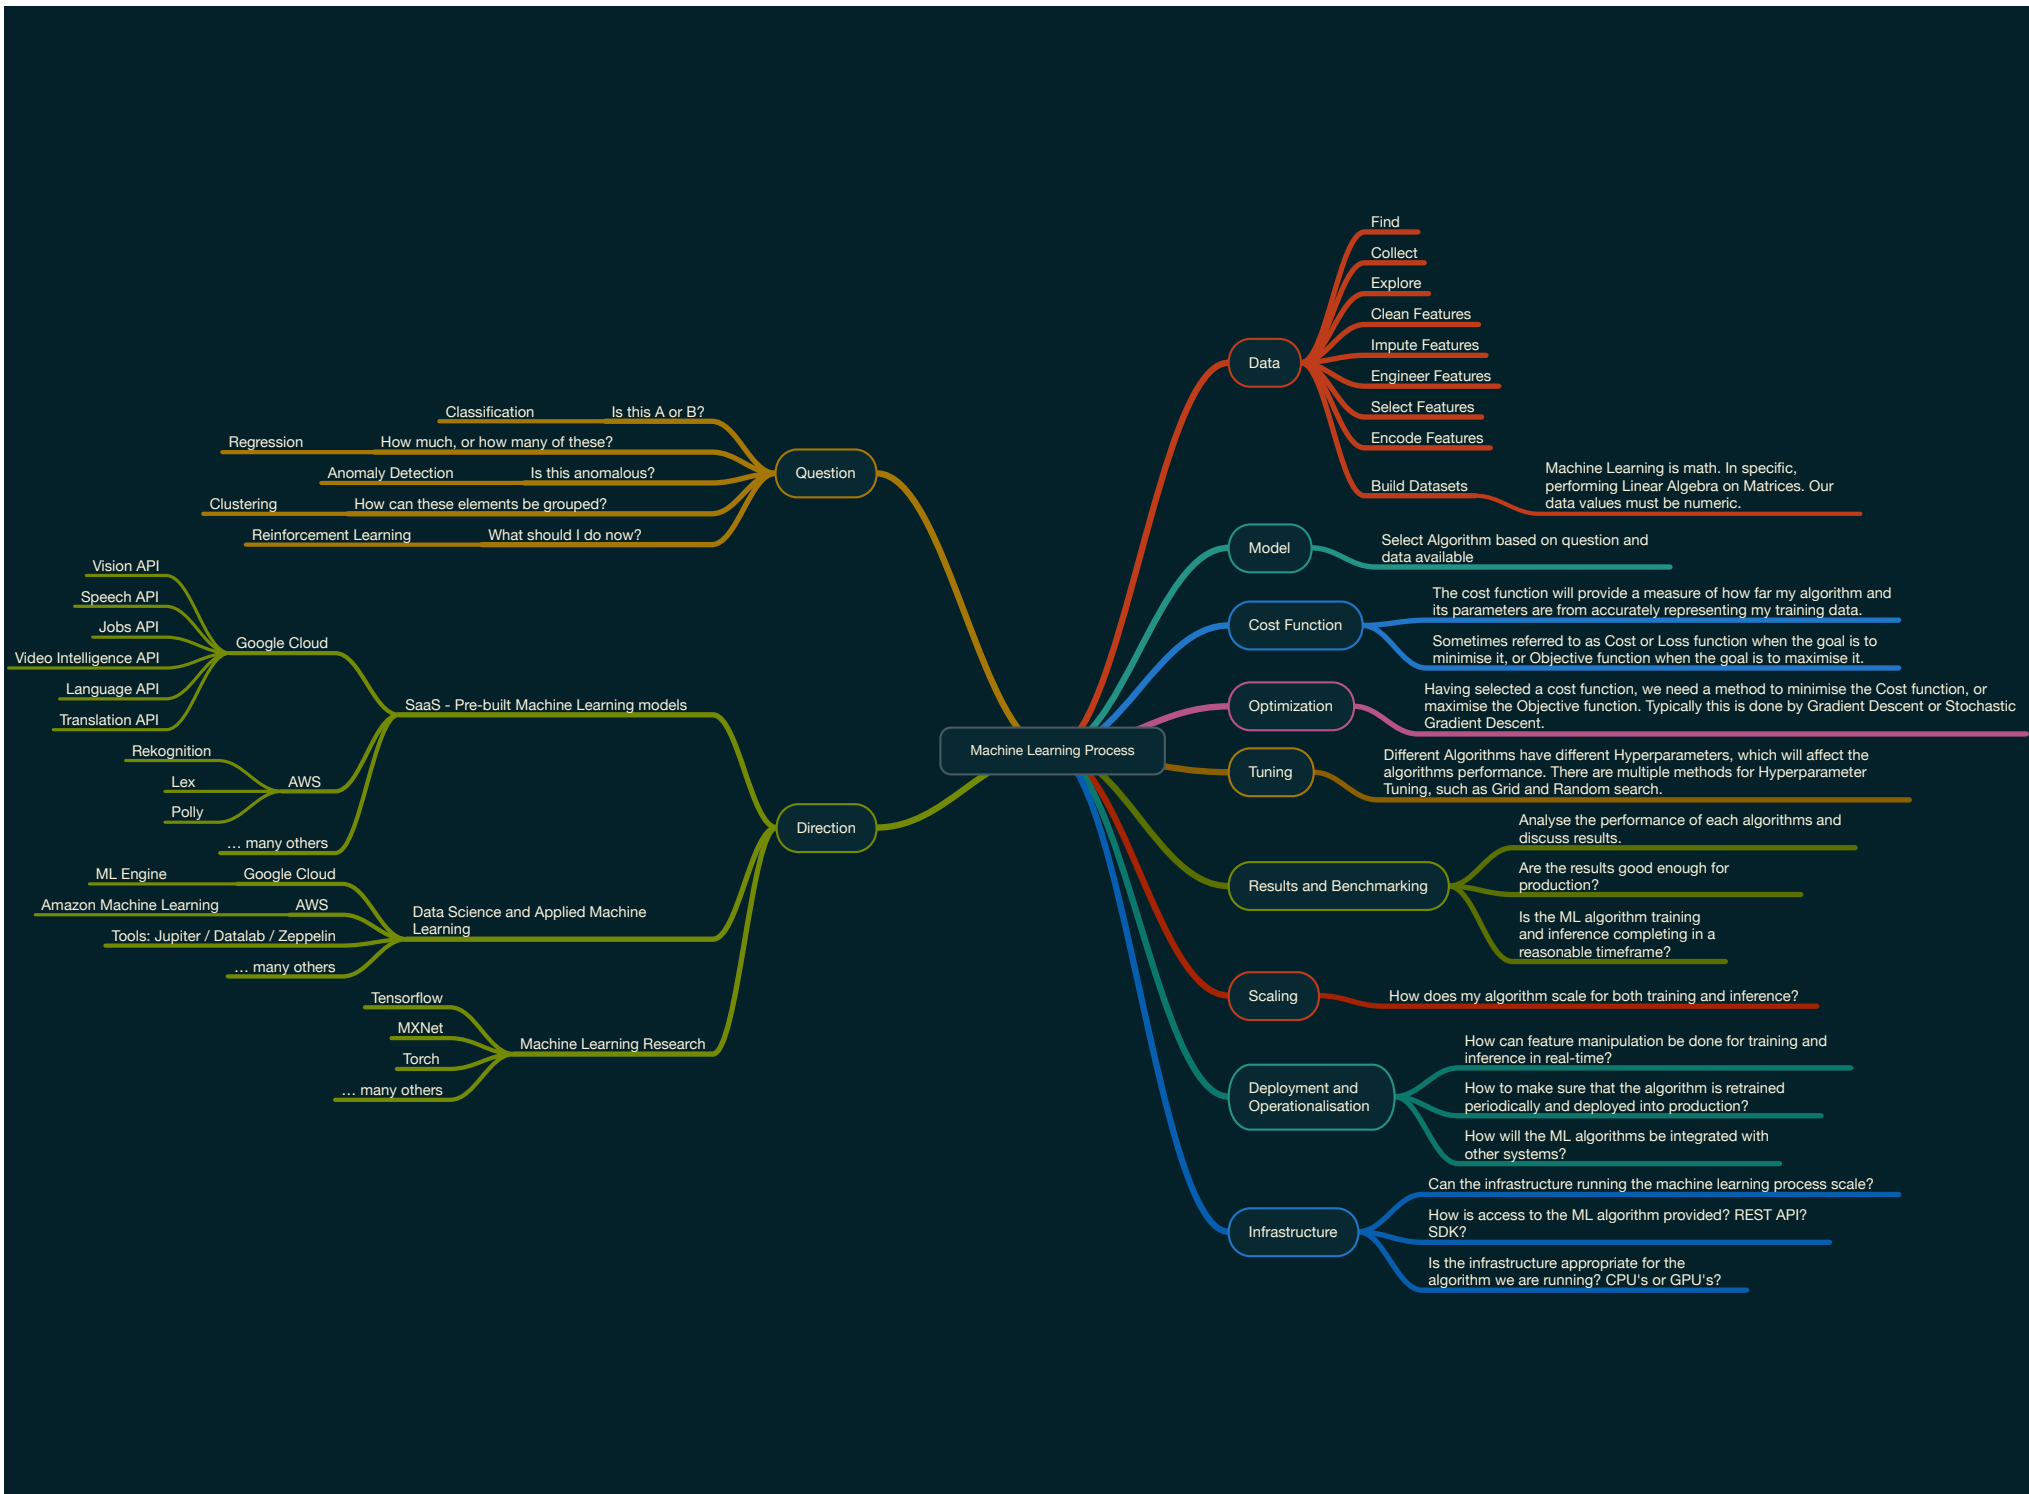 Machine Learning Process
Question
Is this A or B?
Classification
How much, or how many of these?
Regression
Is this anomalous?
Anomaly Detection
How can these elements be grouped?
Clustering
What should I do now?
Reinforcement Learning
Direction
SaaS - Pre-built Machine Learning models
Google Cloud
Vision API
Speech API
Jobs API
Video Intelligence API
Language API
Translation API
AWS
Rekognition
Lex
Polly
... many others
Data Science and Applied Machine
Learning
Google Cloud
ML Engine
AWS
Amazon Machine Learning
Tools: Jupiter / Datalab / Zeppelin
... many others
Machine Learning Research
Tensorflow
MXNet
Torch
... many others
Data
Find
Collect
Explore
Clean Features
Impute Features
Engineer Features
Select Features
Encode Features
Build Datasets
Machine Learning is math. In specific,
performing Linear Algebra on Matrices. Our
data values must be numeric.
Model
Select Algorithm based on question and
data available
Cost Function
The cost function will provide a measure of how far my algorithm and
its parameters are from accurately representing my training data.
Sometimes referred to as Cost or Loss function when the goal is to
minimise it, or Objective function when the goal is to maximise it.
Optimization
Having selected a cost function, we need a method to minimise the Cost function, or
maximise the Objective function. Typically this is done by Gradient Descent or Stochastic
Gradient Descent.
Tuning
Different Algorithms have different Hyperparameters, which will affect the
algorithms performance. There are multiple methods for Hyperparameter
Tuning, such as Grid and Random search.
Results and Benchmarking
Analyse the performance of each algorithms and
discuss results.
Are the results good enough for
production?
Is the ML algorithm training
and inference completing in a
reasonable timeframe?
Scaling
How does my algorithm scale for both training and inference?
Deployment and
Operationalisation
How can feature manipulation be done for training and
inference in real-time?
How to make sure that the algorithm is retrained
periodically and deployed into production?
How will the ML algorithms be integrated with
other systems?
Infrastructure
Can the infrastructure running the machine learning process scale?
How is access to the ML algorithm provided? REST API?
SDK?
Is the infrastructure appropriate for the
algorithm we are running? CPU's or GPU's?